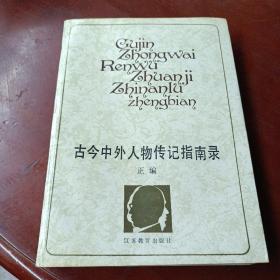 Gujin
Zhongwai
Renwu
Zhuanji
Zhinanlu
zhengbian
古今中外人物传记指南录
正编
江苏教育出版社